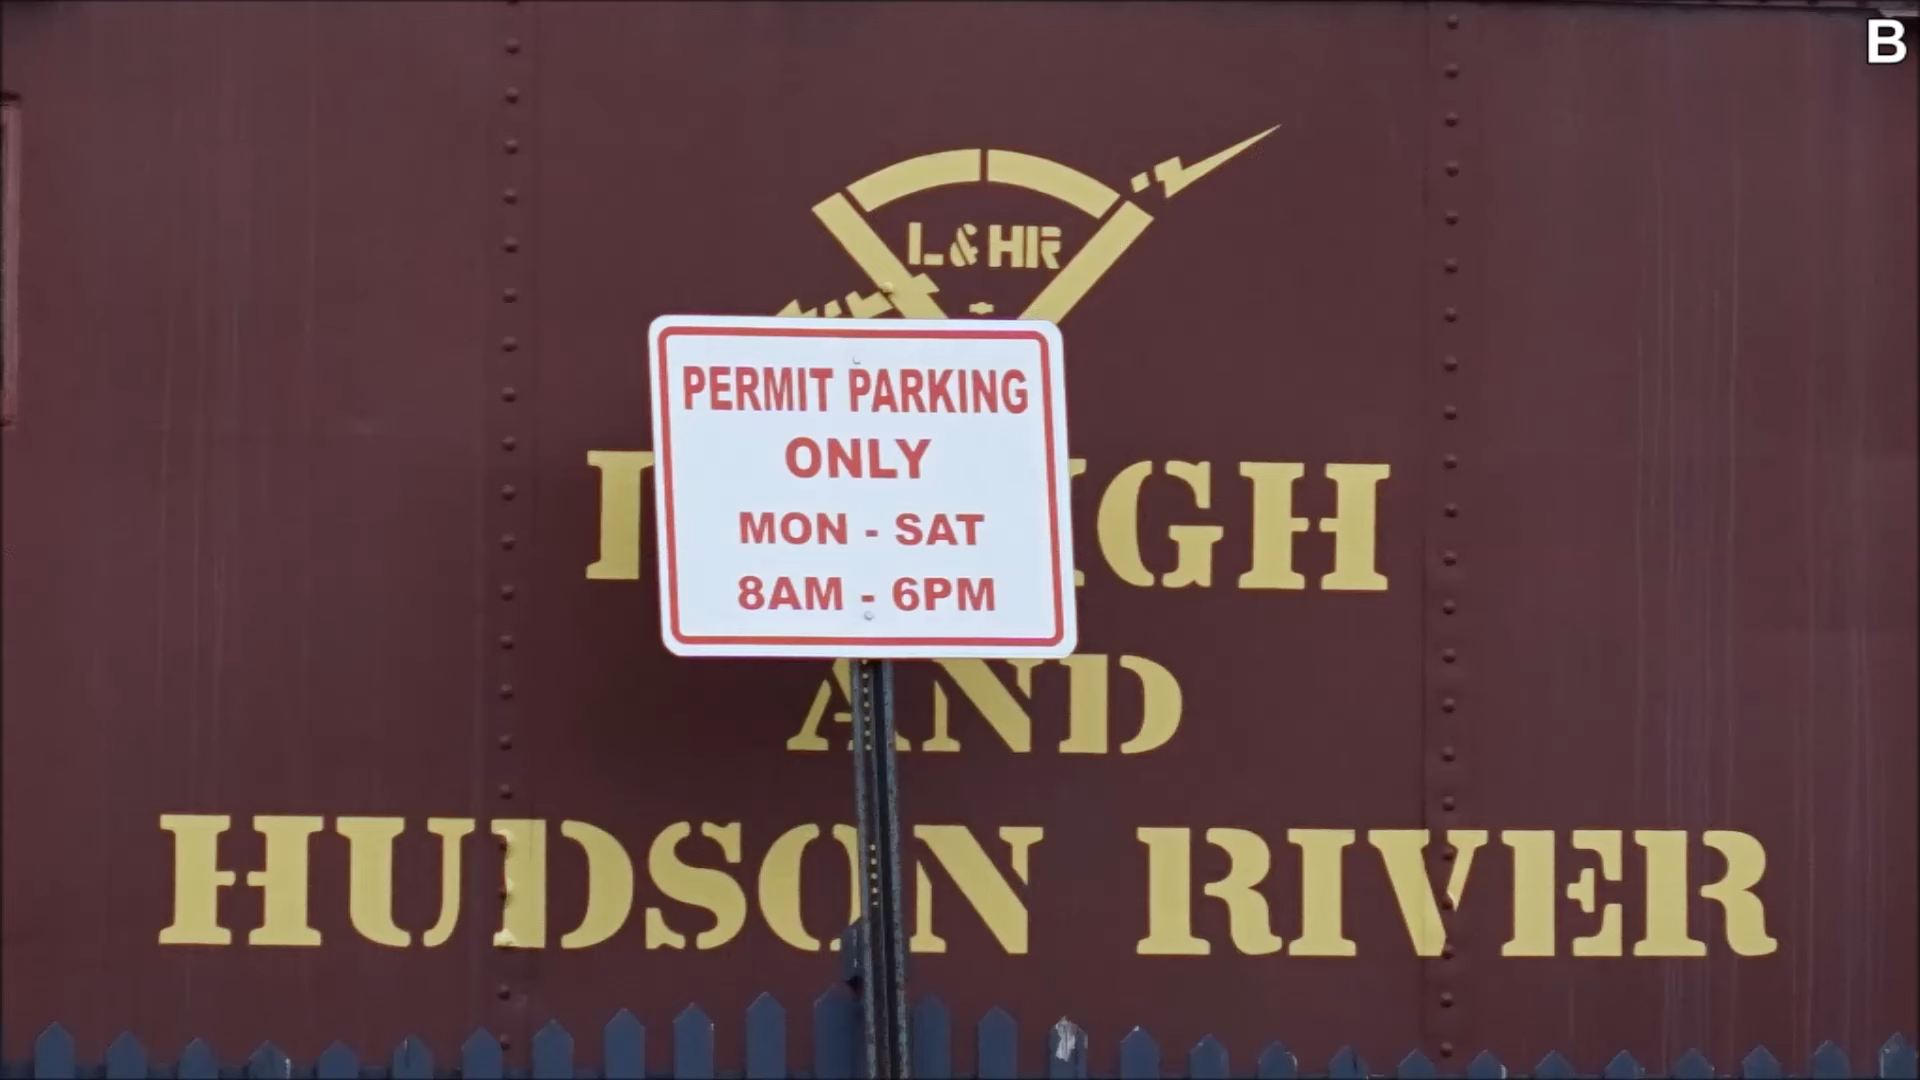 B
L & HR
PERMIT PARKING
ONLY
MON - SAT
8AM - 6PM
AND
HUDSON RIVER